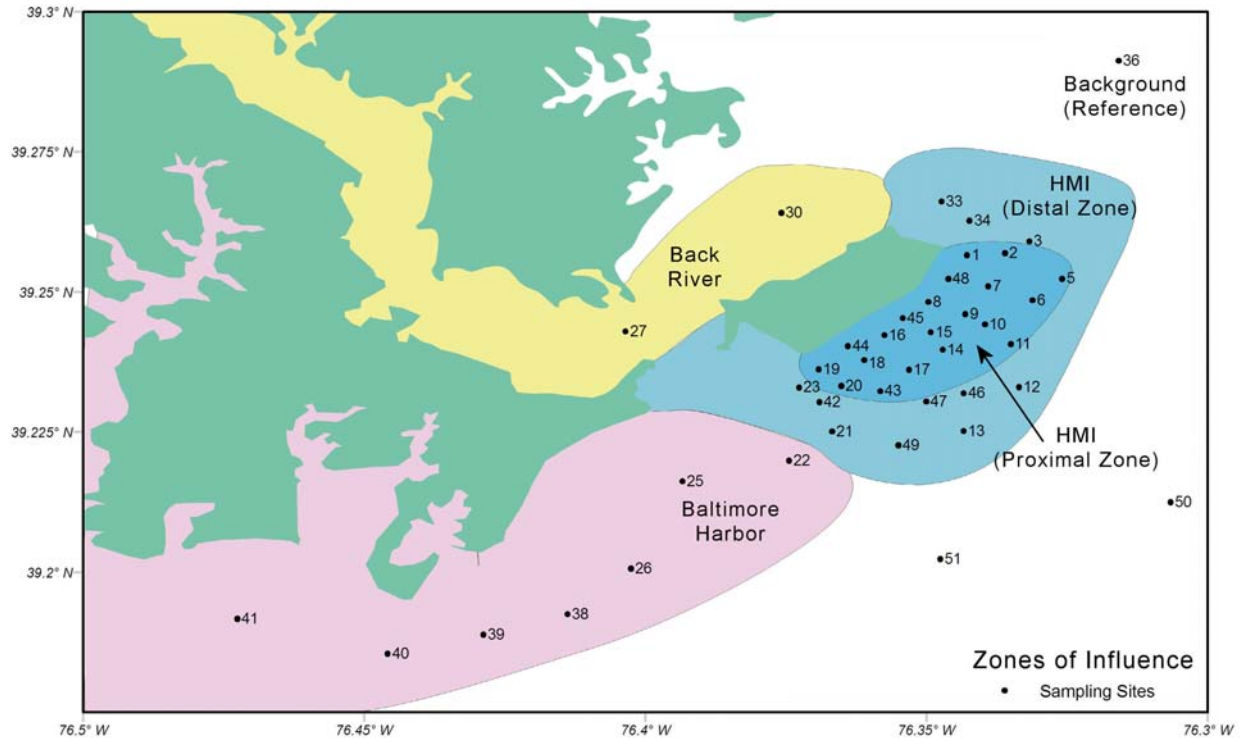 39.3° N
36
Background
(Reference)
39.275° N
HMI
(Distal Zone)
33
30
34
3
Back
River
1
2
48
7
5
39.25° N
8
6
9
45
10
27
15
16
44
14
11
18
19
17
23
20
43
46
12
42
47
39.225° N
21
13
49
HMI
(Proximal Zone)
22
25
50
Baltimore
Harbor
51
39.2° N
26
38
41
39
40
Zones of Influence
Sampling Sites
76.5° W
76.45° W
76.4° W
76.35° W
76.3° W